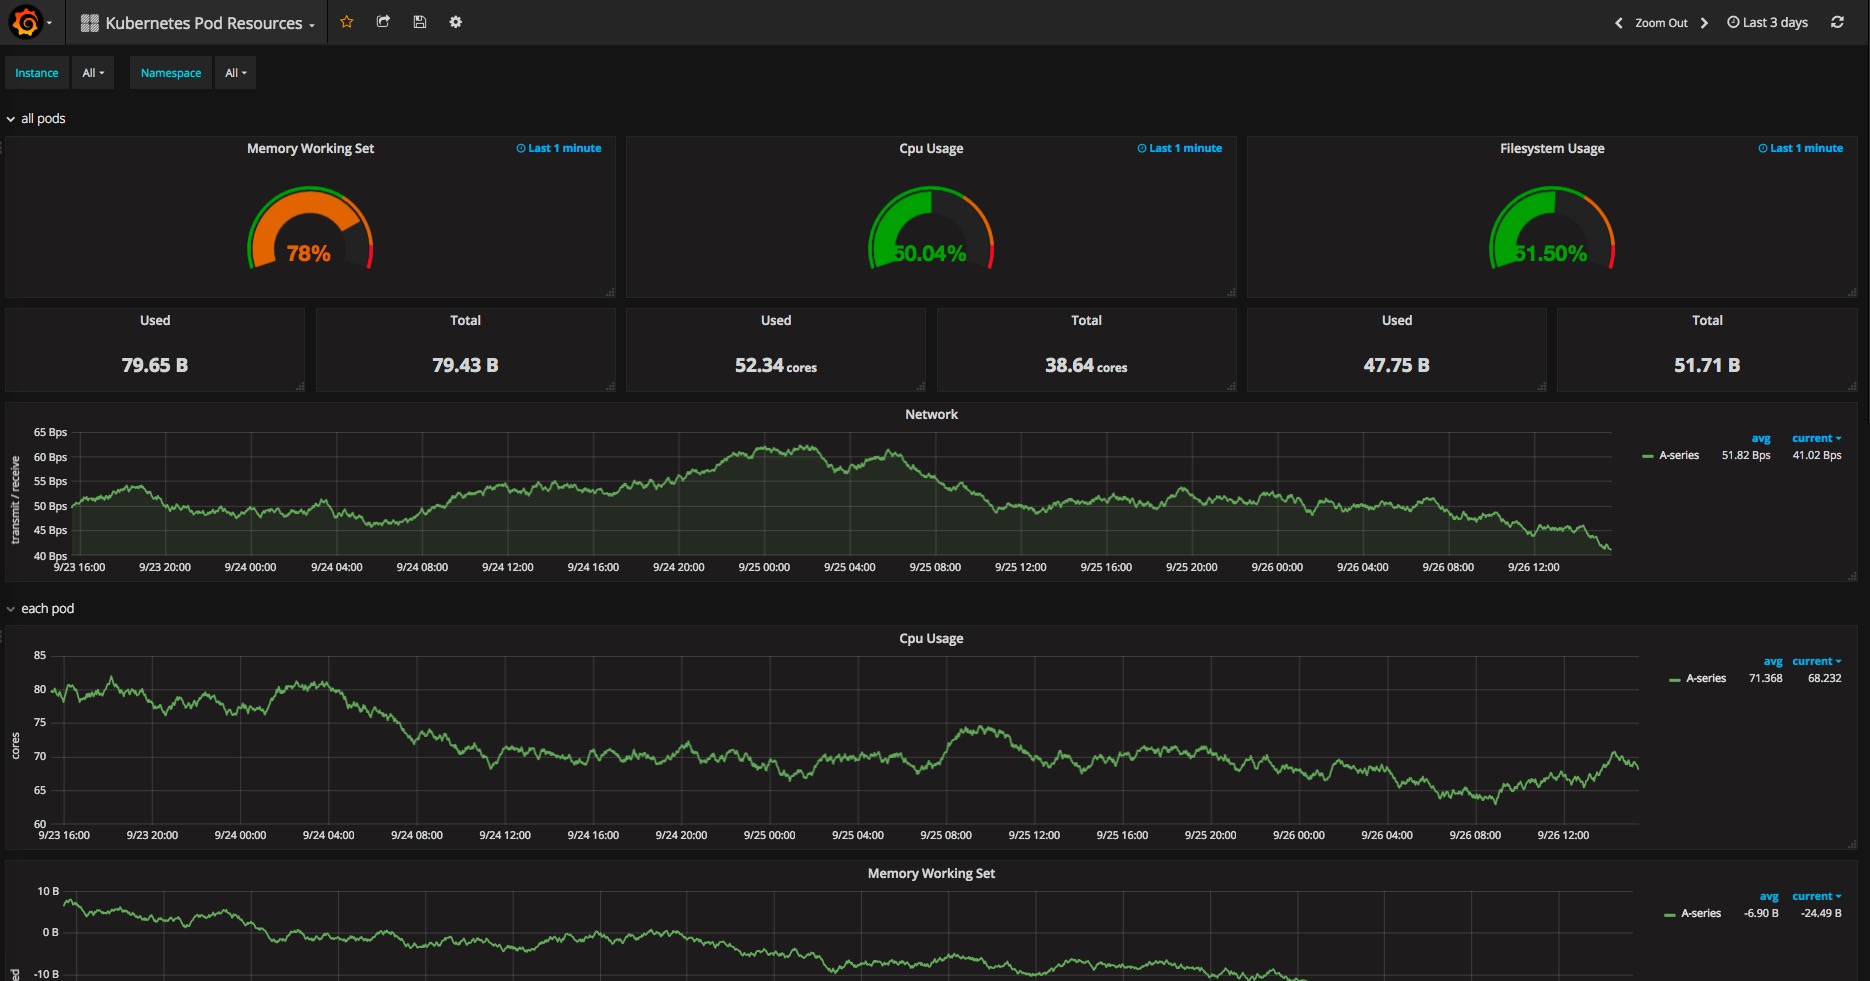 Kubernetes Pod Resources
Zoom Out
Last 3 days
Instance All Namespace All
all pods
Memory Working Set
Last 1 minute
78%
Cpu Usage
Last 1 minute
50.04%
Filesystem Usage
Last 1 minute
51.50%
Used
79.65 B
Total
79.43 B
Used
52.34 cores
Total
38.64 cores
Used
47.75 B
Total
51.71 B
Network
transmit / receive
65 Bps
60 Bps
55 Bps
50 Bps
45 Bps
40 Bps
9/23 16:00 9/23 20:00 9/24 00:00 9/24 04:00 9/24 08:00 9/24 12:00 9/24 16:00 9/24 20:00 9/25 00:00 9/25 04:00 9/25 08:00 9/25 12:00 9/25 16:00 9/25 20:00 9/26 00:00 9/26 04:00 9/26 08:00 9/26 12:00
avg current
A-series 51.82 Bps 41.02 Bps
each pod
Cpu Usage
cores
85
80
75
70
65
60
9/23 16:00 9/23 20:00 9/24 00:00 9/24 04:00 9/24 08:00 9/24 12:00 9/24 16:00 9/24 20:00 9/25 00:00 9/25 04:00 9/25 08:00 9/25 12:00 9/25 16:00 9/25 20:00 9/26 00:00 9/26 04:00 9/26 08:00 9/26 12:00
avg current
A-series 71.368 68.232
Memory Working Set
10 B
0 B
-10 B
ed
avg current
A-series -6.90 B -24.49 B